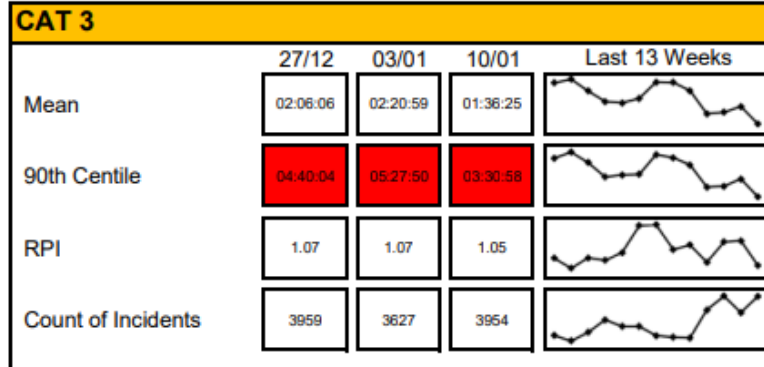 CAT 3
27/12 03/01 10/01 Last 13 Weeks
Mean 02:06:06 02:20:59 01:36:25
90th Centile 04:40:04 05:27:50 03:30:58
RPI 1.07 1.07 1.05
Count of Incidents 3959 3627 3954